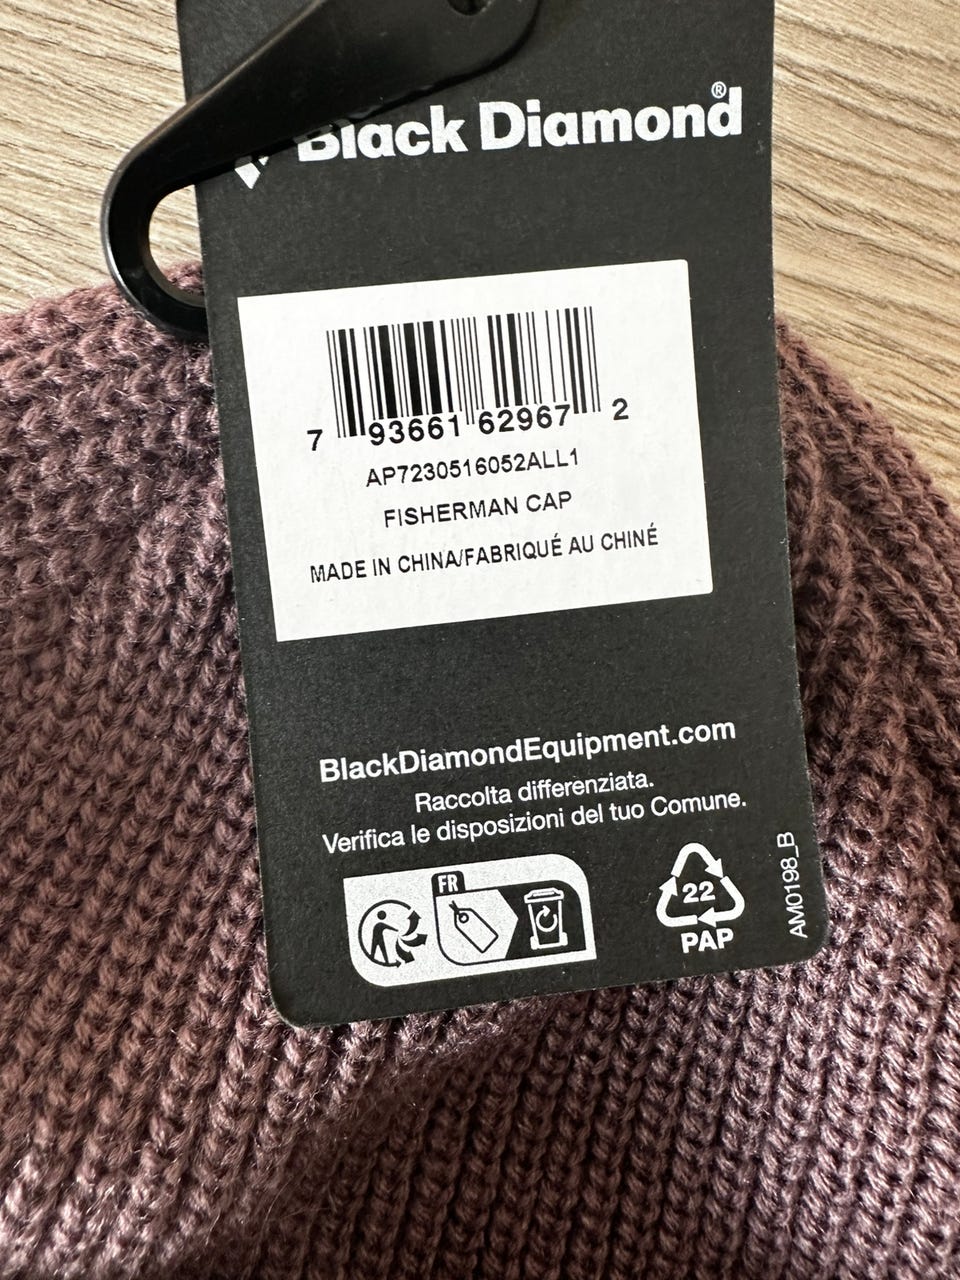 Black Diamond®
7 93661 62967 2
AP7230516052ALL1
FISHERMAN CAP
MADE IN CHINA/FABRIQUÉ AU CHINÉ
BlackDiamondEquipment.com
Raccolta differenziata.
Verifica le disposizioni del tuo Comune.
FR
22
PAP
AM0198_B